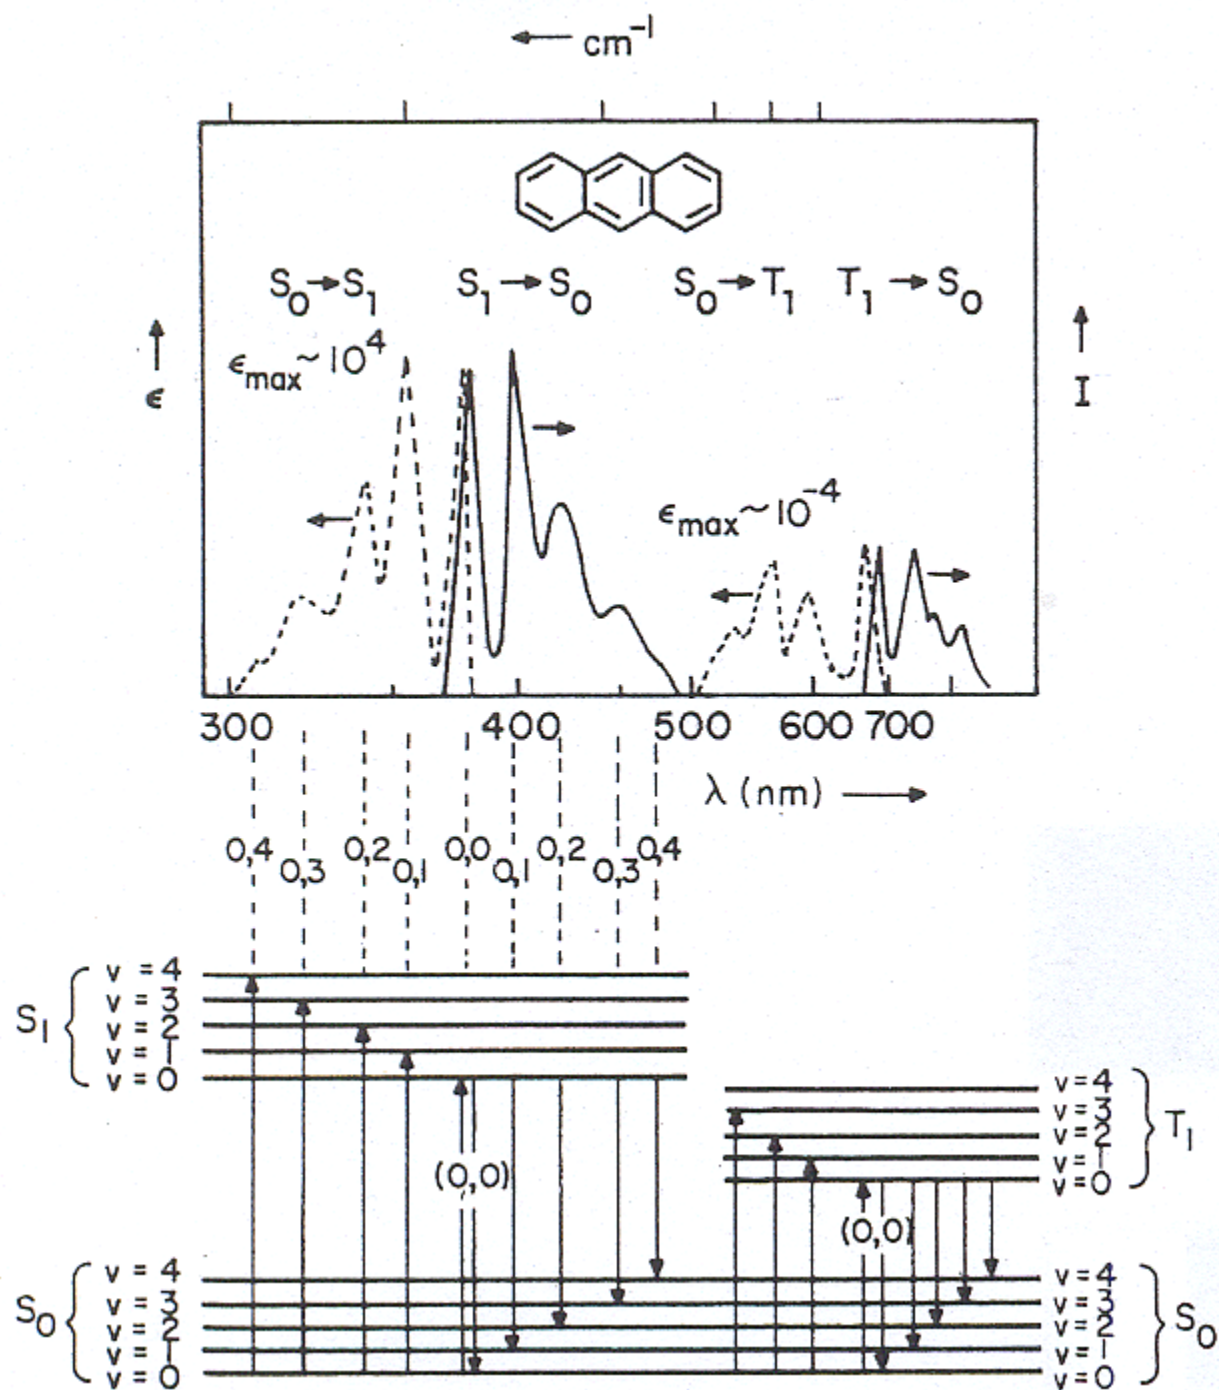 ← cm⁻¹
S₀→S₁ S₁→S₀ S₀→T₁ T₁→S₀
ϵmax~10⁴
ϵ I
ϵmax~10⁻⁴
300 400 500 600 700
λ (nm) →
0,4 0,3 0,2 0,1 0,0 0,1 0,2 0,3 0,4
S₁
v = 4
v = 3
v = 2
v = 1
v = 0
(0,0)
v = 4
v = 3
v = 2
v = 1
v = 0
T₁
(0,0)
S₀
v = 4
v = 3
v = 2
v = 1
v = 0
v = 4
v = 3
v = 2
v = 1
v = 0
S₀